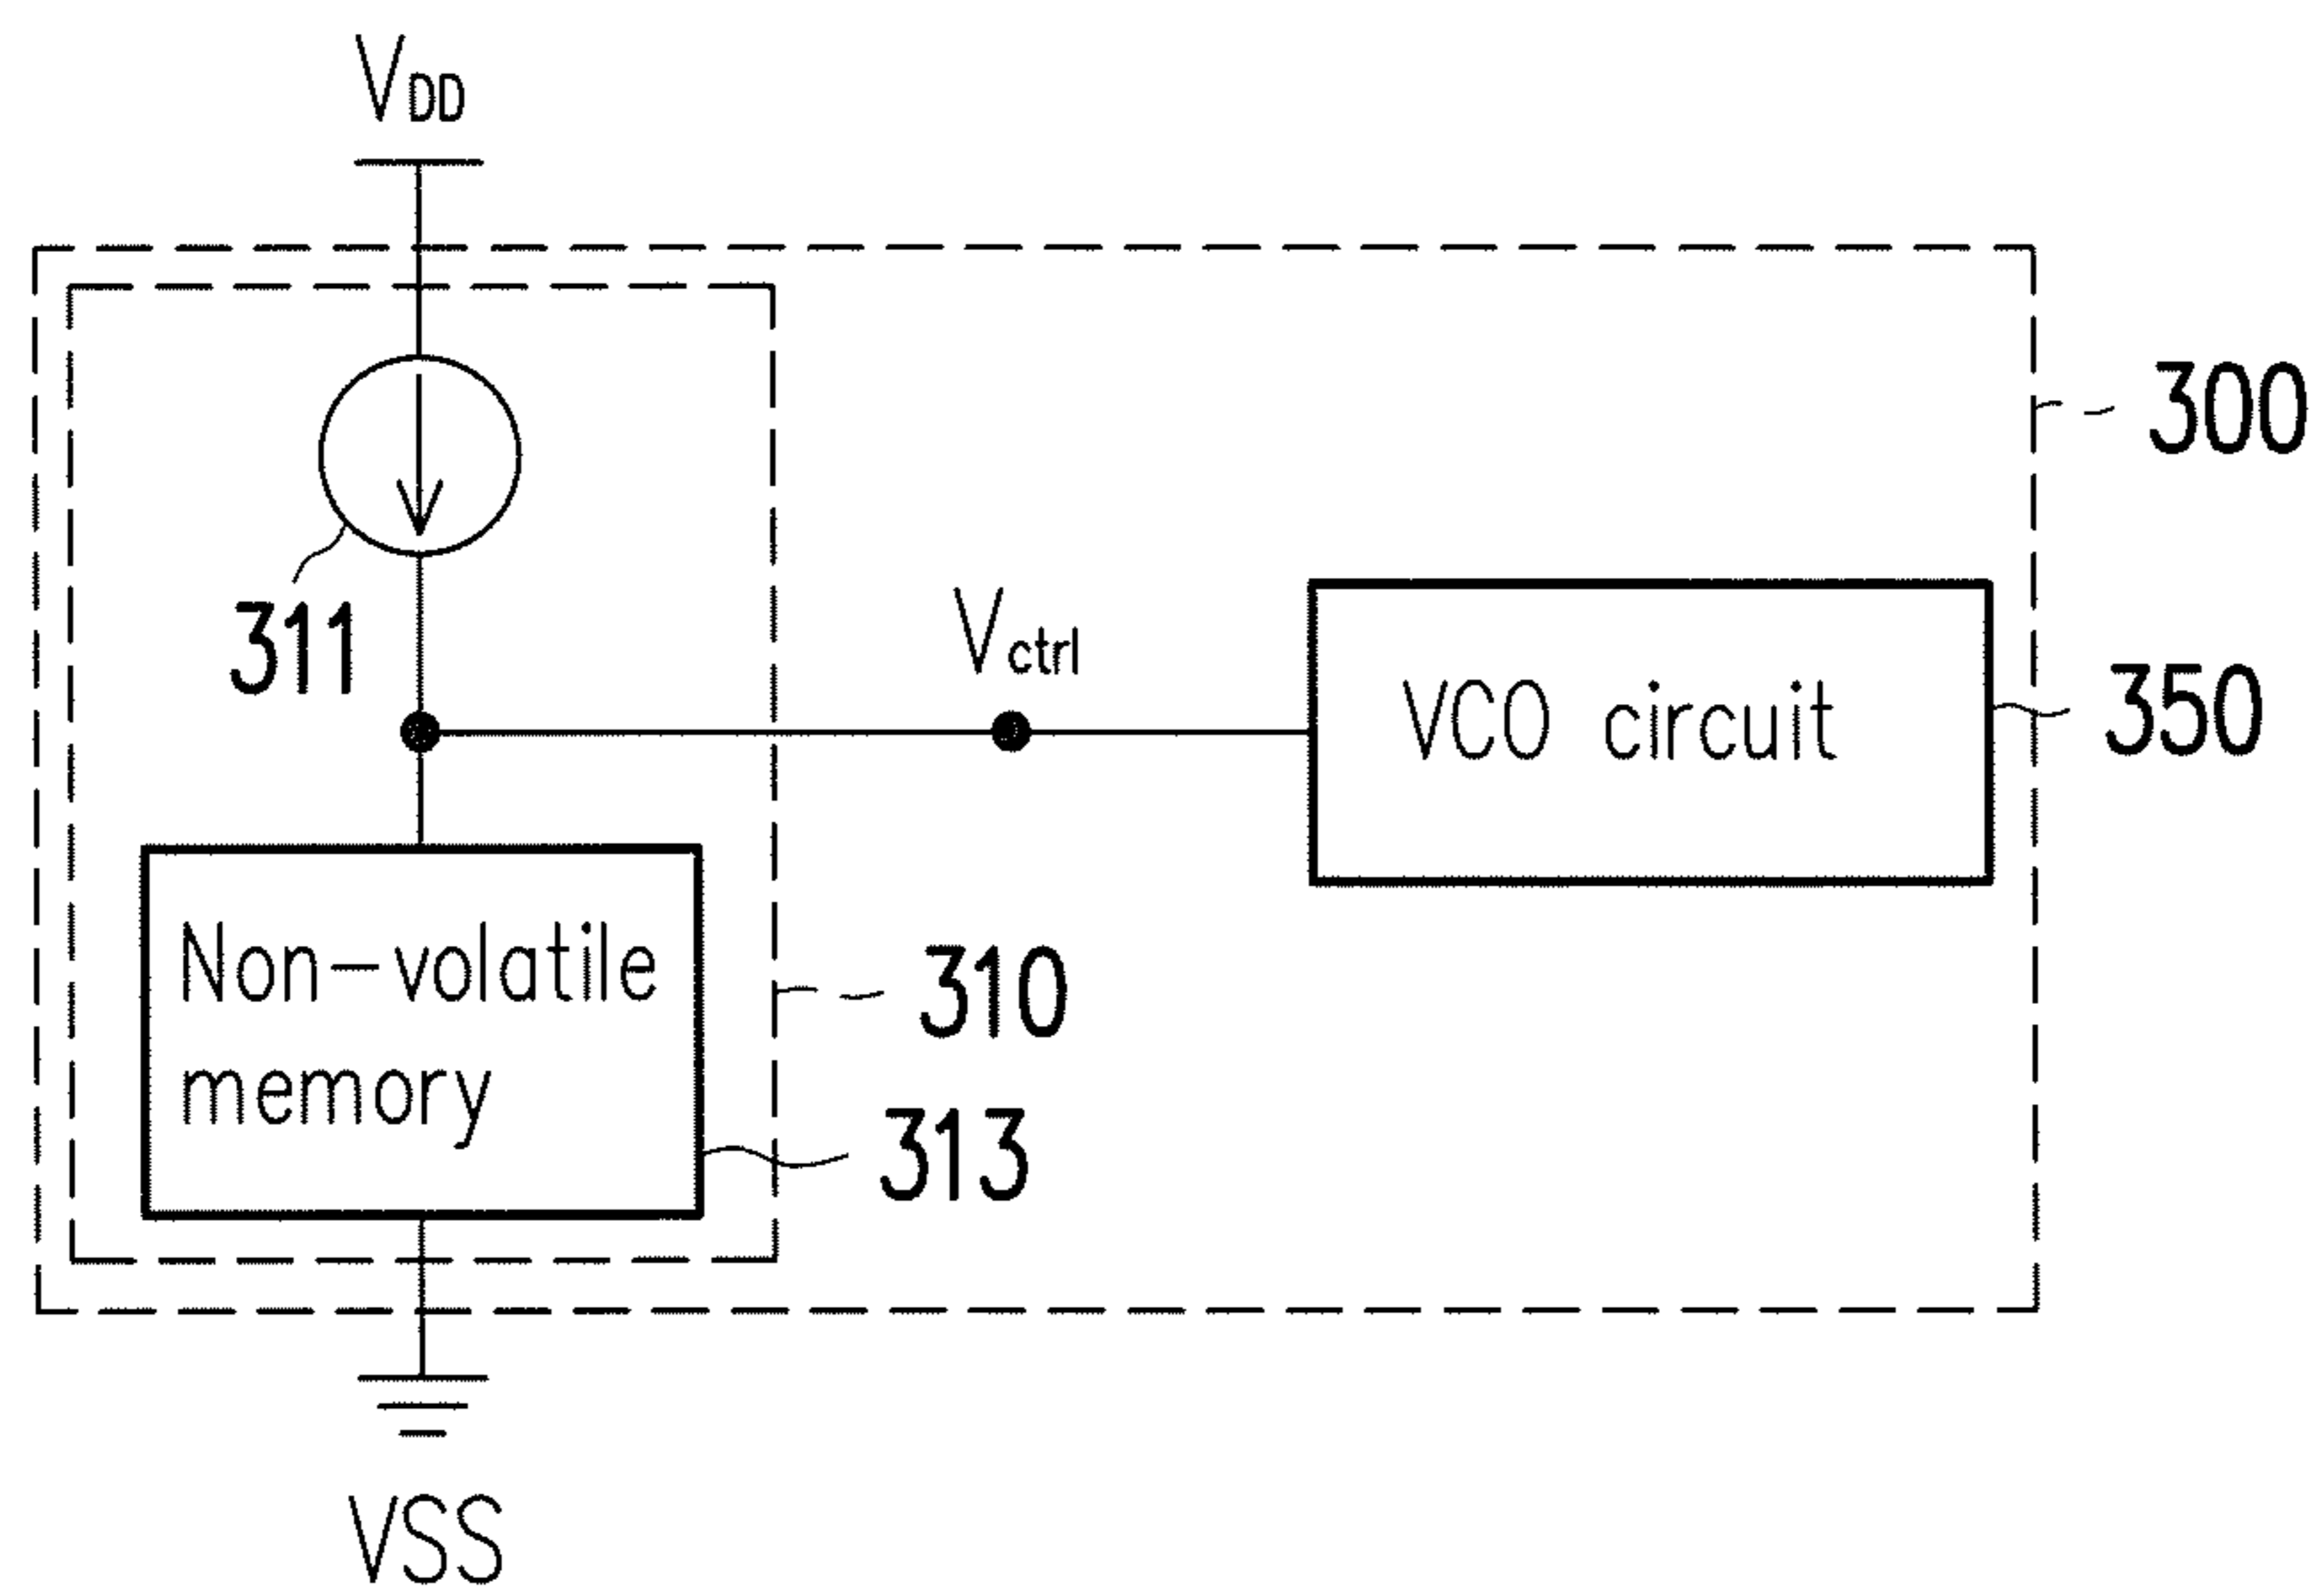 VDD
300
311
Vctrl
VCO circuit
350
Non-volatile
memory
310
313
VSS